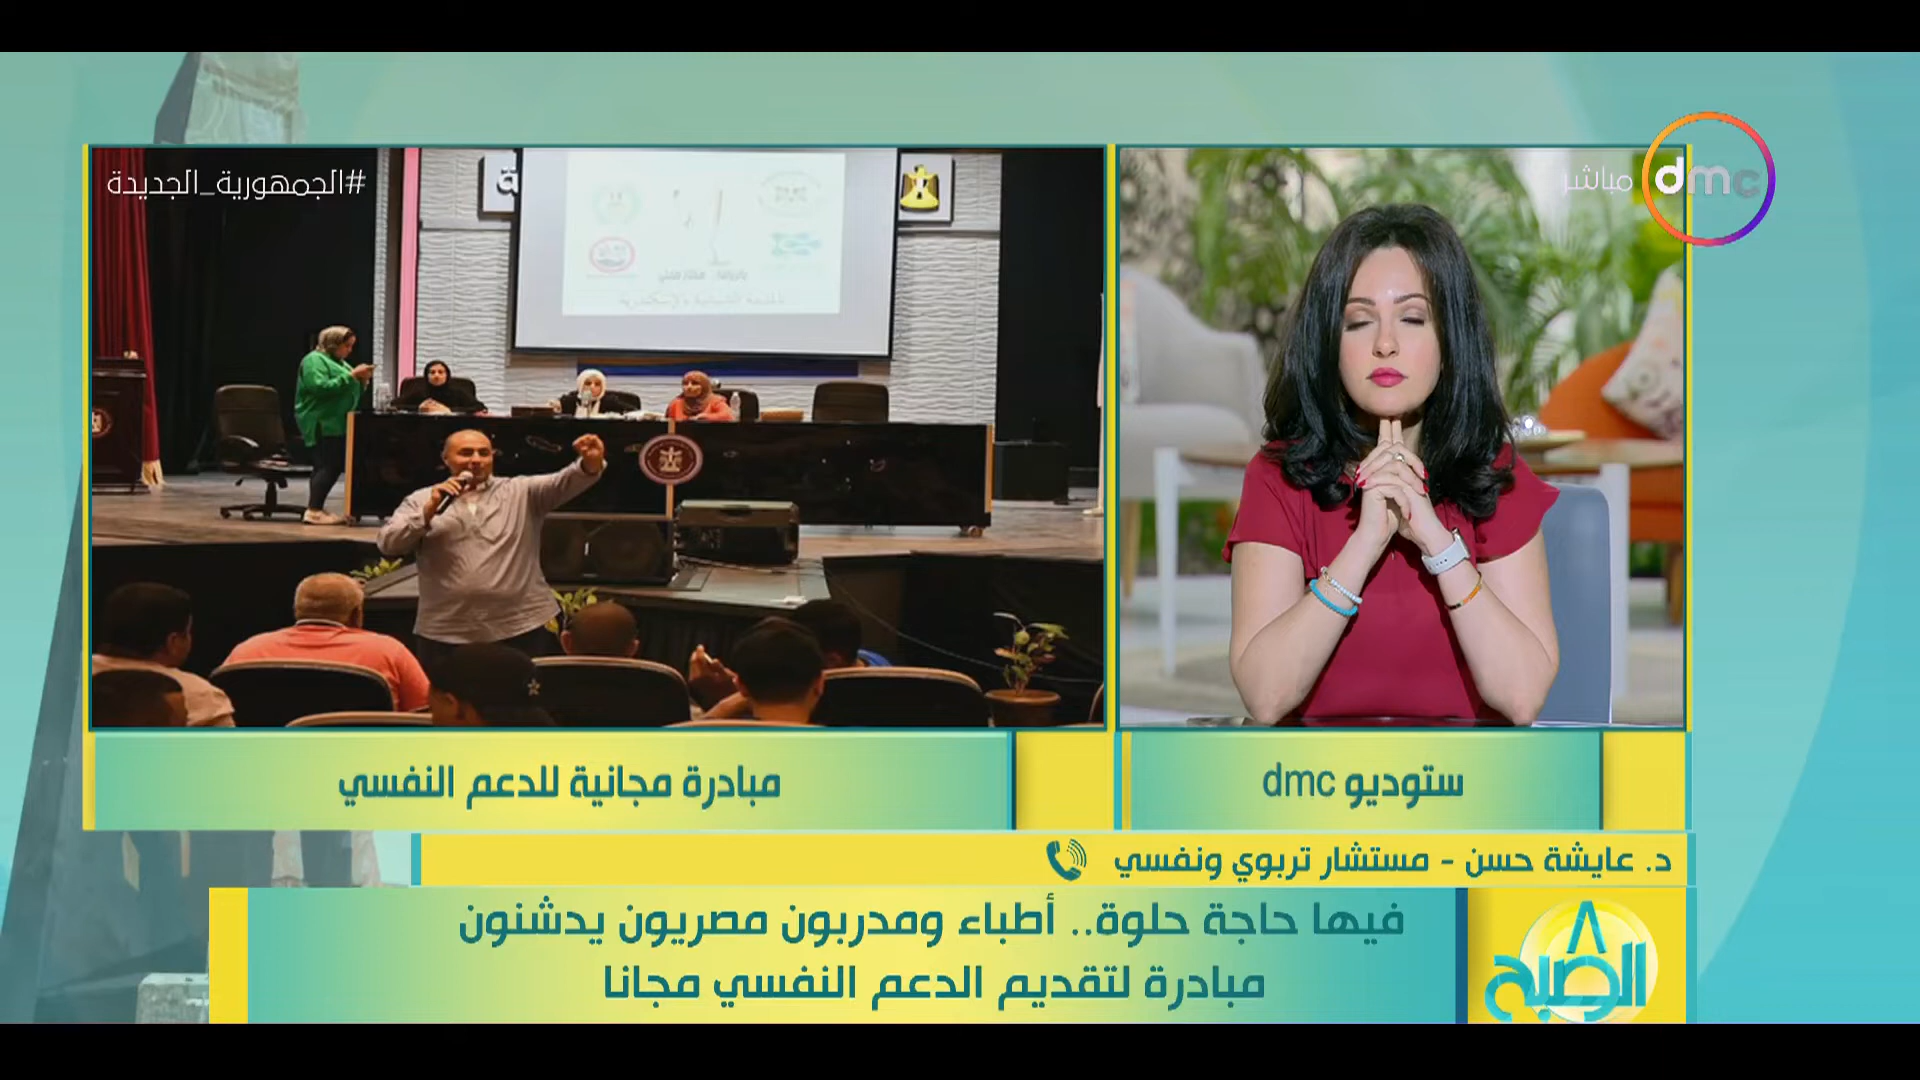 #الجمهورية_الجديدة
مباشر dmc
مبادرة مجانية للدعم النفسي
ستوديو dmc
د. عايشة حسن - مستشار تربوي ونفسي
فيها حاجة حلوة.. أطباء ومدربون مصريون يدشنون
مبادرة لتقديم الدعم النفسي مجانا
٨ الصبح